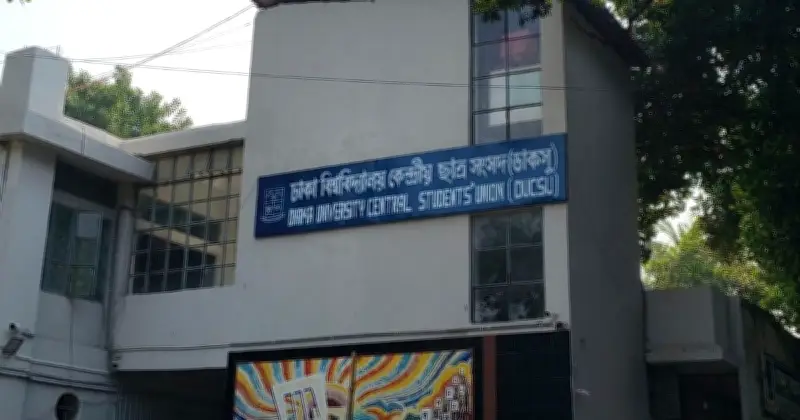 ঢাকা বিশ্ববিদ্যালয় কেন্দ্রীয় ছাত্র সংসদ (ডাকসু)
DHAKA UNIVERSITY CENTRAL STUDENTS' UNION (DUCSU)